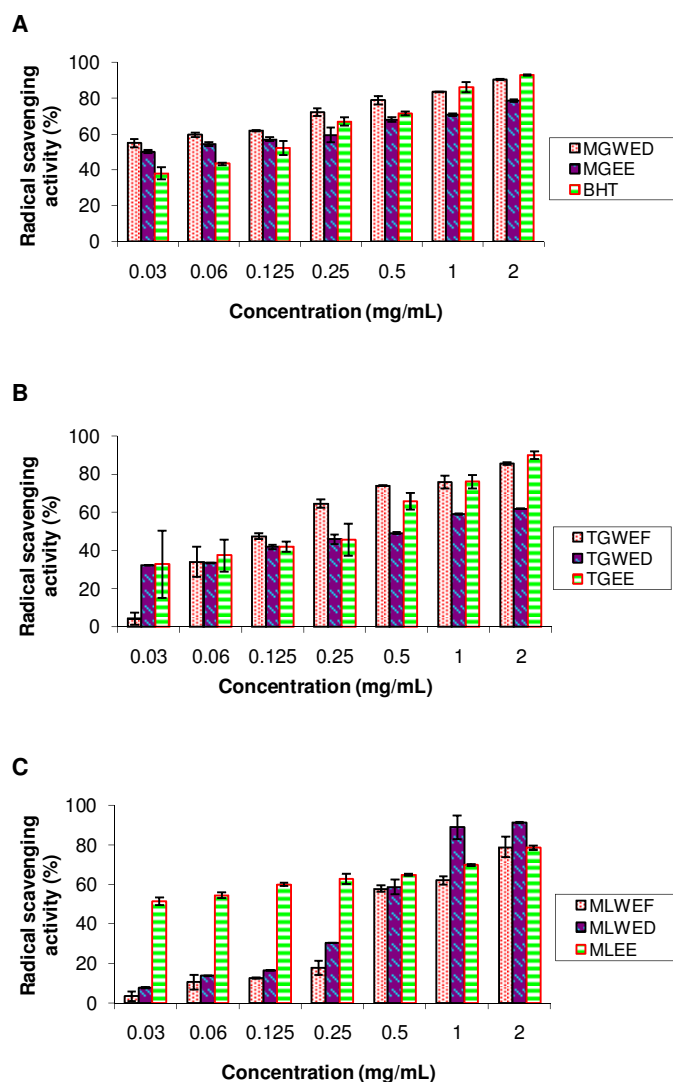 A
Radical scavenging
activity (%)
100
80
60
40
20
0
0.03 0.06 0.125 0.25 0.5 1 2
Concentration (mg/mL)
MGWED
MGEE
BHT
B
Radical scavenging
activity (%)
100
80
60
40
20
0
0.03 0.06 0.125 0.25 0.5 1 2
Concentration (mg/mL)
TGWEF
TGWED
TGEE
C
Radical scavenging
activity (%)
100
80
60
40
20
0
0.03 0.06 0.125 0.25 0.5 1 2
Concentration (mg/mL)
MLWEF
MLWED
MLEE